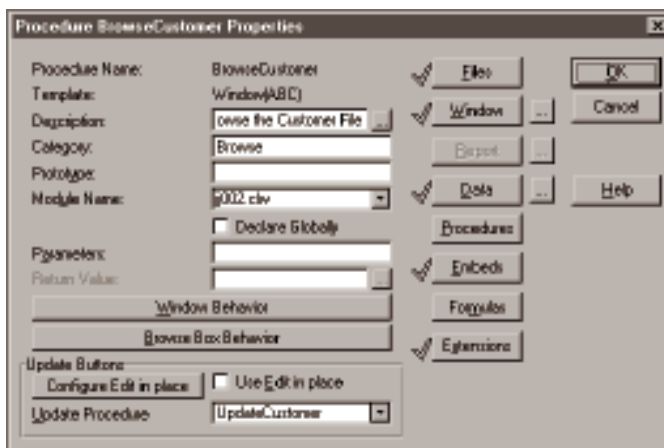 Procedure BrowseCustomer Properties
Procedure Name: BrowseCustomer
Template: Window(ABC)
Description: owse the Customer File ...
Category: Browse
Prototype:
Module Name: 002.clw
Declare Globally
Parameters:
Return Value: ...
Window Behavior
Browse Box Behavior
Update Buttons
Configure Edit in place
Use Edit in place
Update Procedure UpdateCustomer
Files
Window ...
Report ...
Data ...
Procedures
Embeds
Formulas
Extensions
OK
Cancel
Help